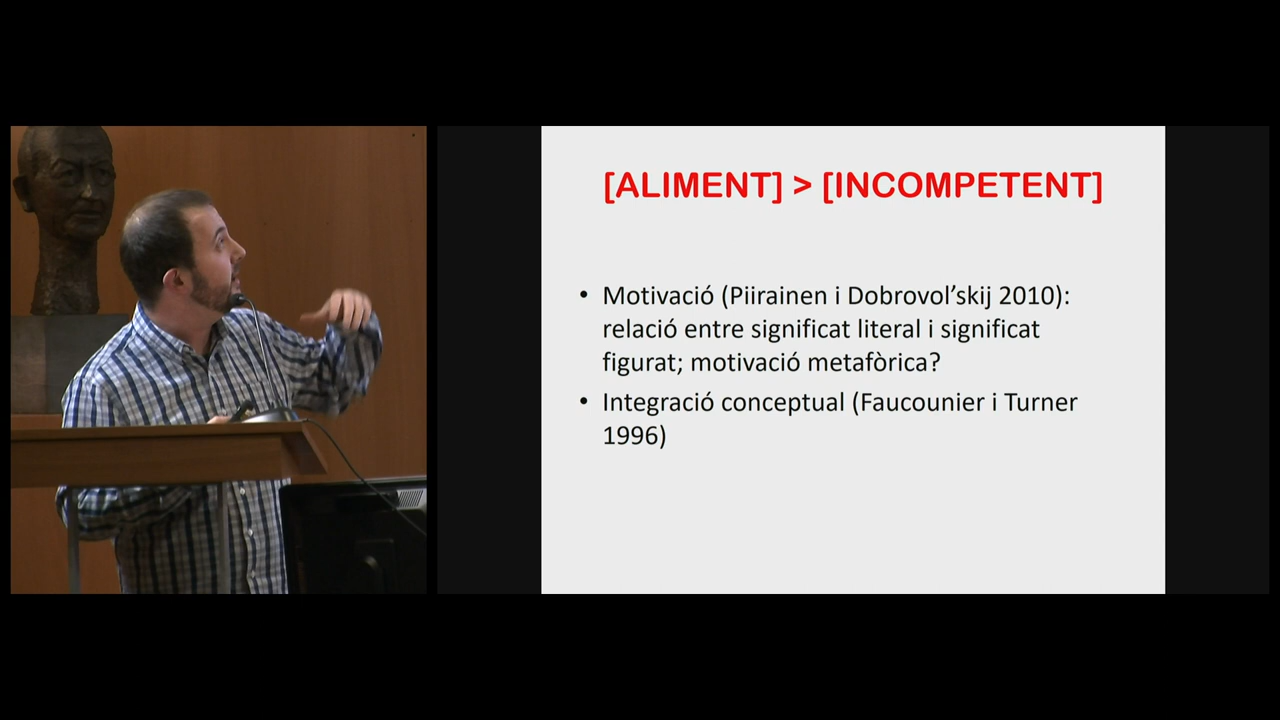 [ALIMENT] > [INCOMPETENT]
• Motivació (Piirainen i Dobrovol’skij 2010):
relació entre significat literal i significat
figurat; motivació metafòrica?
• Integració conceptual (Faucounier i Turner
1996)